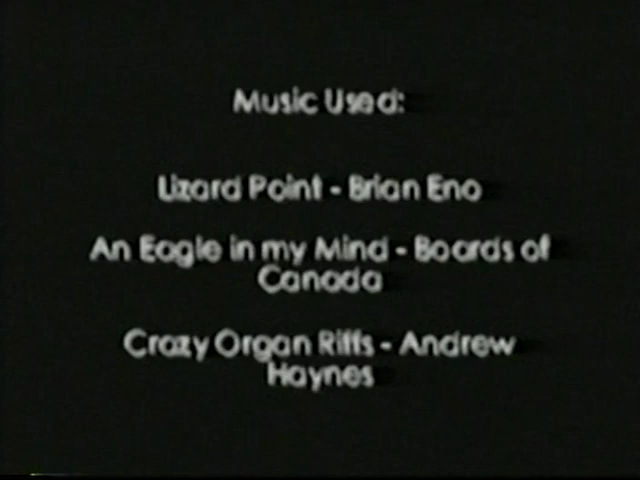 Music Used:
Lizard Point - Brian Eno
An Eagle in my Mind - Boards of
Canada
Crazy Organ Riffs - Andrew
Haynes